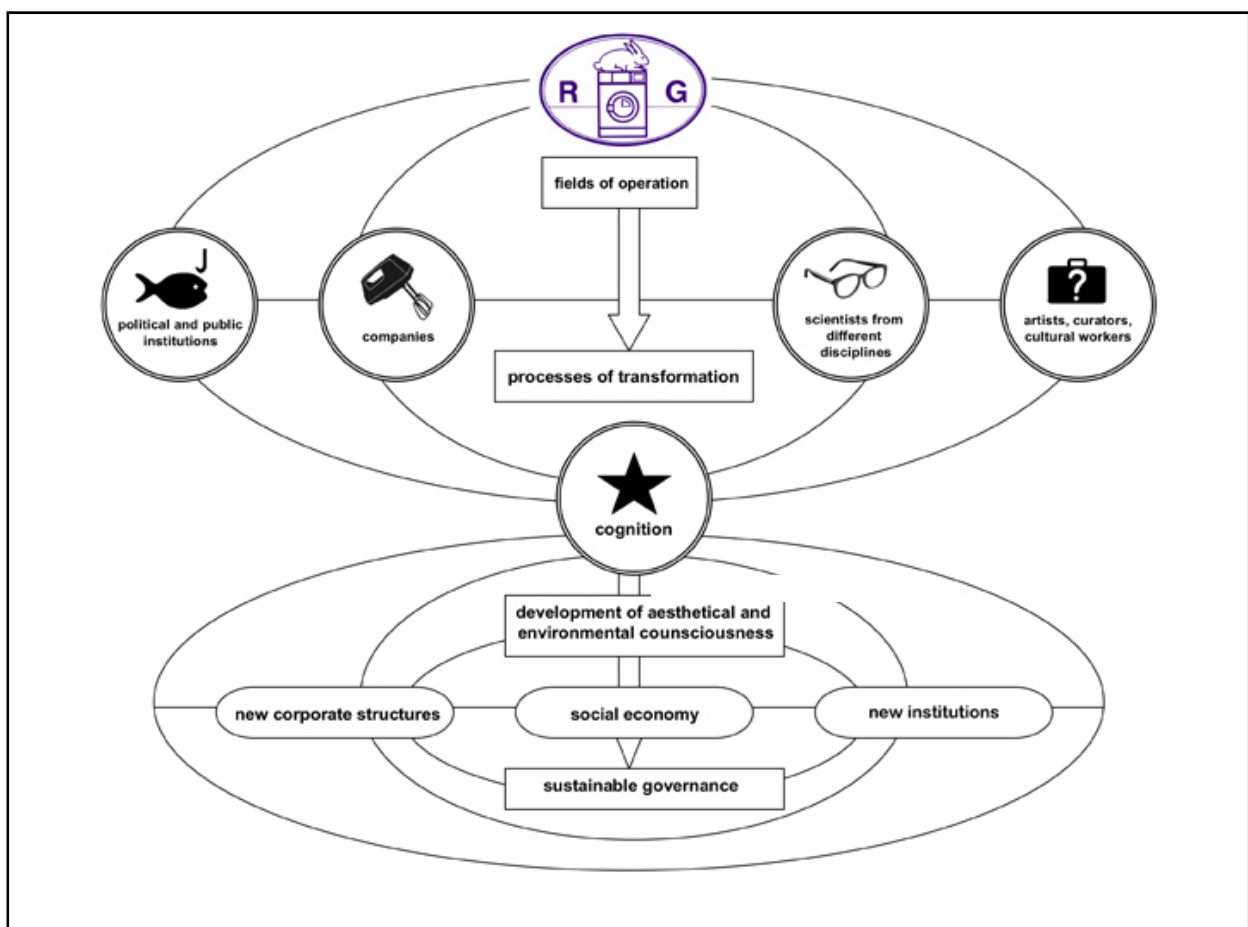 R G
fields of operation
political and public
institutions
companies
scientists from
different
disciplines
?
artists, curators,
cultural workers
processes of transformation
cognition
development of aesthetical and
environmental counsciousness
new corporate structures
social economy
new institutions
sustainable governance